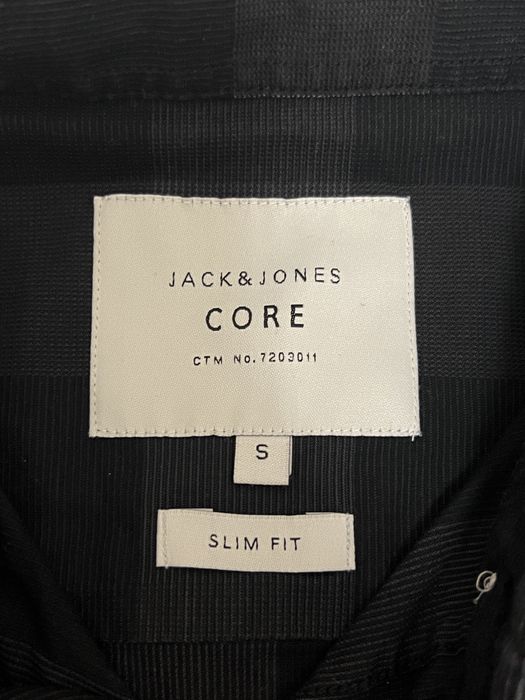 JACK&JONES
CORE
CTM No.7203011
S
SLIM FIT